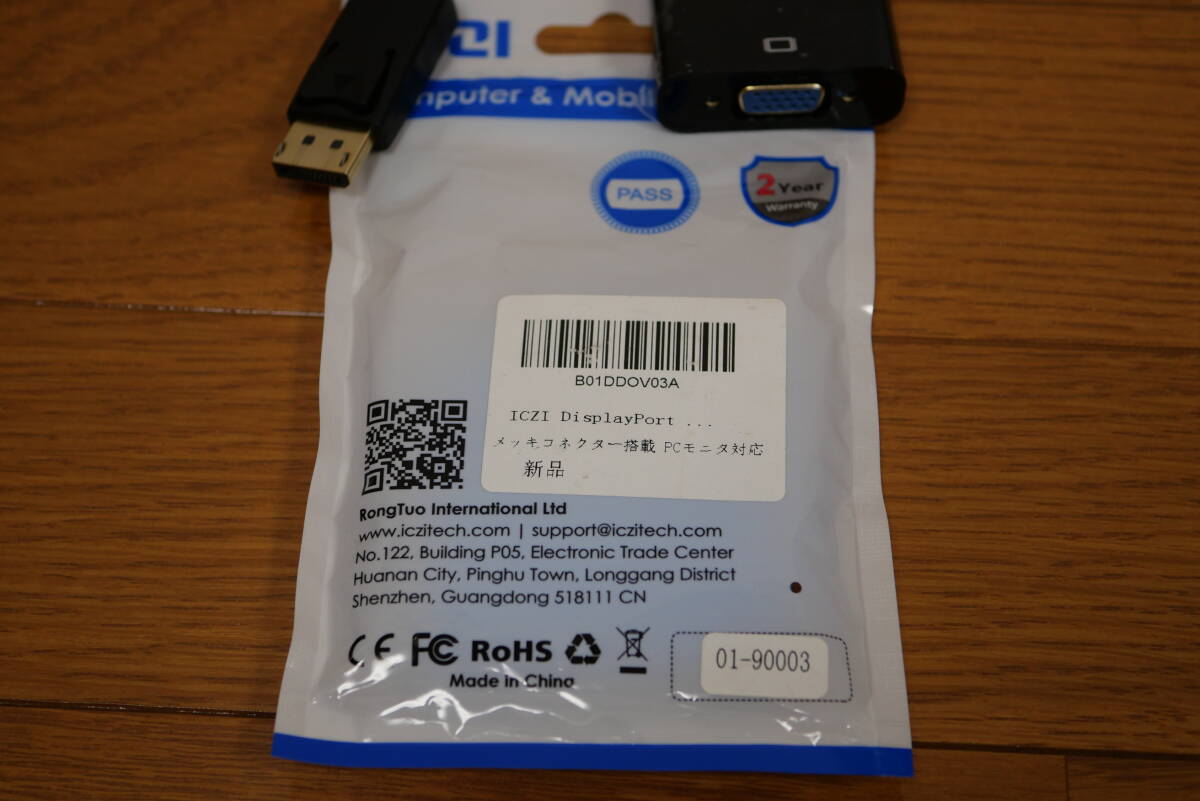 mputer & Mobil
PASS
2 Year
Warranty
B01DDOV03A
ICZI DisplayPort ...
メッキコネクター搭載 PCモニタ対応
新品
RongTuo International Ltd
www.iczitech.com | support@iczitech.com
No.122, Building P05, Electronic Trade Center
Huanan City, Pinghu Town, Longgang District
Shenzhen, Guangdong 518111 CN
CE FC RoHS
Made in China
01-90003